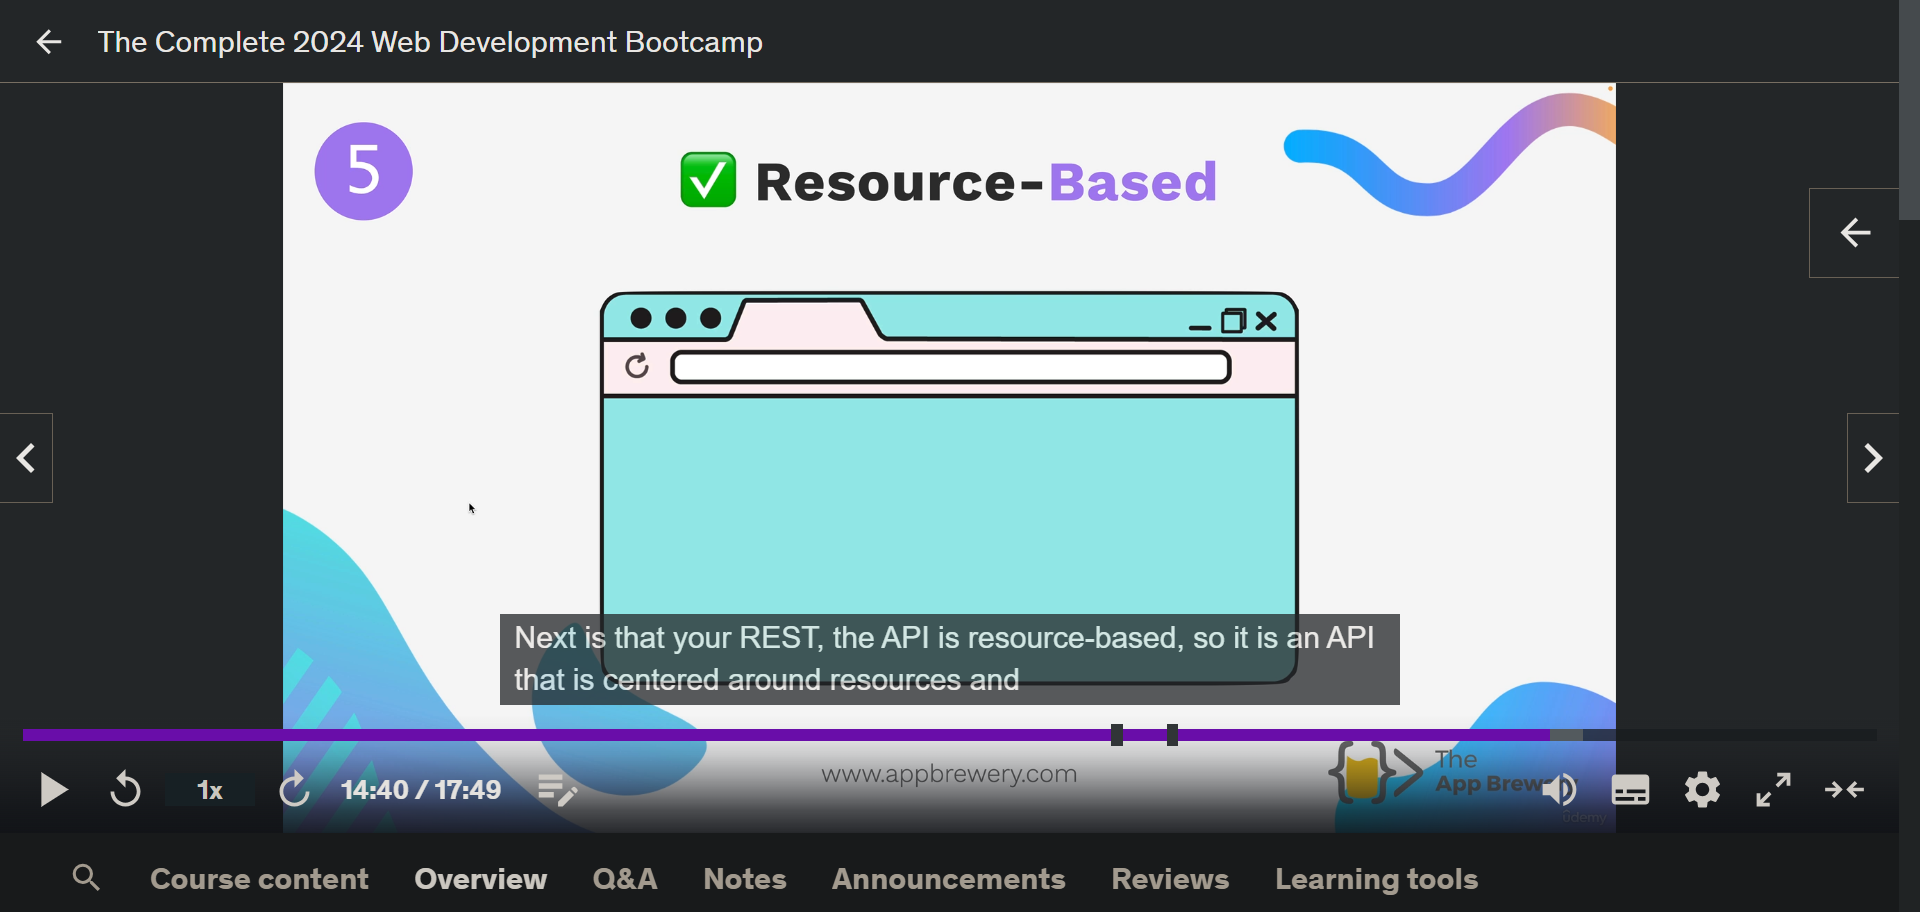 The Complete 2024 Web Development Bootcamp
5
Resource-Based
Next is that your REST, the API is resource-based, so it is an API
that is centered around resources and
www.appbrewery.com
The
App Brew
udemy
1x
14:40 / 17:49
Course content
Overview
Q&A
Notes
Announcements
Reviews
Learning tools